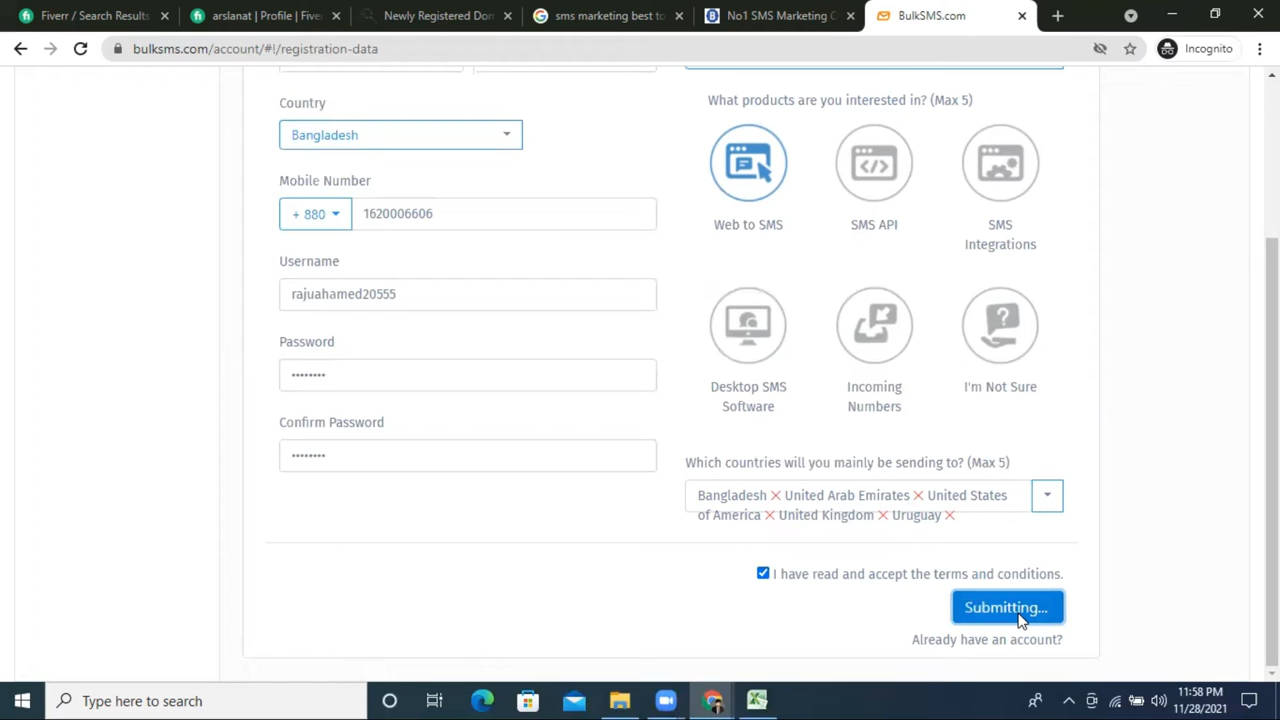 Fiverr / Search Results
arslanat | Profile | Fiver
Newly Registered Dom
sms marketing best to
No1 SMS Marketing C
BulkSMS.com
bulksms.com/account/#!/registration-data
Incognito
Country
Bangladesh
Mobile Number
+ 880
1620006606
Username
rajuahamed20555
Password
••••••••
Confirm Password
••••••••
What products are you interested in? (Max 5)
Web to SMS
SMS API
SMS
Integrations
Desktop SMS
Software
Incoming
Numbers
I'm Not Sure
Which countries will you mainly be sending to? (Max 5)
Bangladesh × United Arab Emirates × United States
of America × United Kingdom × Uruguay ×
I have read and accept the terms and conditions.
Submitting...
Already have an account?
Type here to search
11:58 PM
11/28/2021